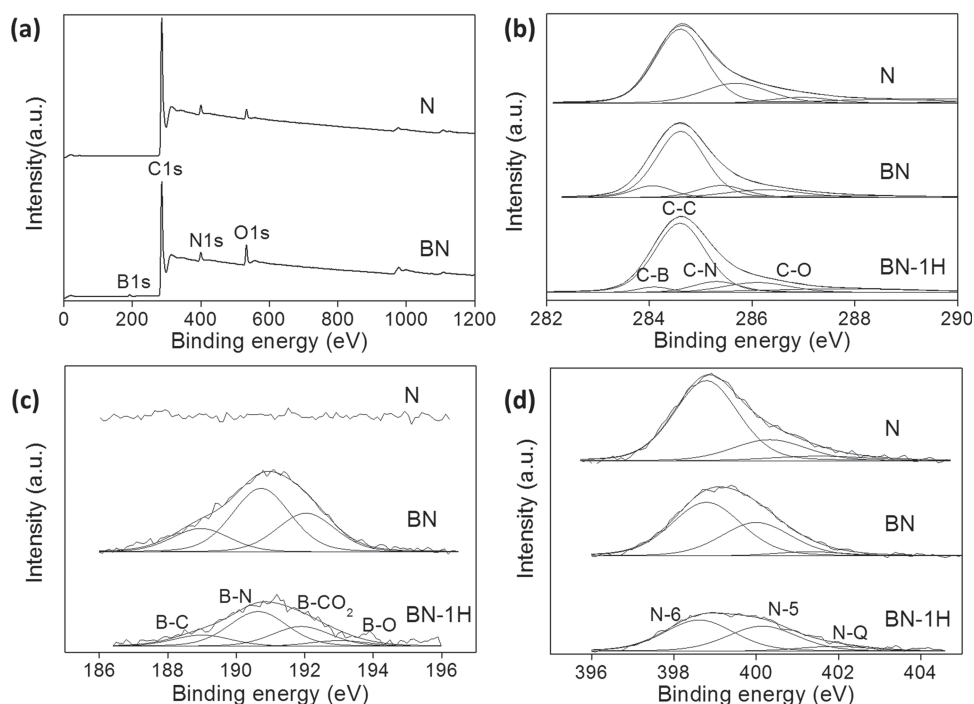 (a)
N
C1s
BN
N1s
O1s
B1s
0 200 400 600 800 1000 1200
Binding energy (eV)
Intensity(a.u.)
(b)
N
BN
C-C
BN-1H
C-B
C-N
C-O
282 284 286 288 290
Binding energy (eV)
Intensity (a.u.)
(c)
N
BN
BN-1H
B-C
B-N
B-CO₂
B-O
186 188 190 192 194 196
Binding energy (eV)
Intensity (a.u.)
(d)
N
BN
BN-1H
N-6
N-5
N-Q
396 398 400 402 404
Binding energy (eV)
Intensity (a.u.)